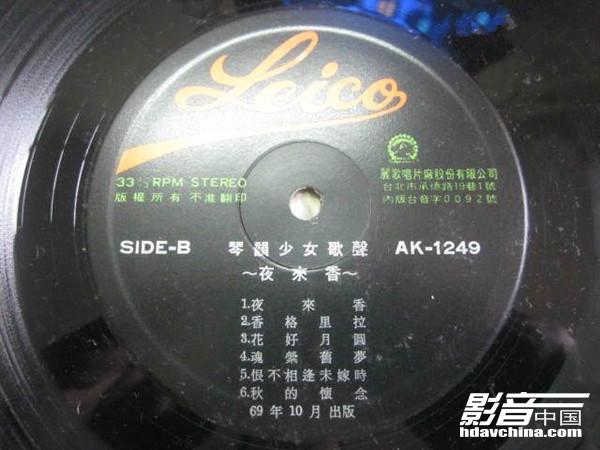 Leico
33 1/3 RPM STEREO
版權所有 不准翻印
麗歌唱片廠股份有限公司
台北市承德路19巷1號
內版台音字0092號
SIDE-B
琴韻少女歌聲
AK-1249
~夜來香~
1.夜來香
2.香格里拉
3.花好月圓
4.魂縈舊夢
5.恨不相逢未嫁時
6.秋的懷念
69年10月出版
影音中国
hdavchina.com